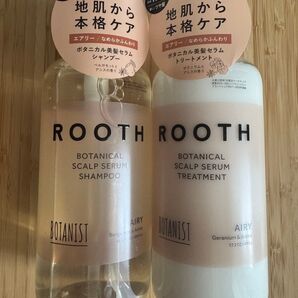 地肌から
本格ケア
エアリー/なめらかふんわり
ボタニカル美髪セラム
シャンプー
ROOTH
BOTANICAL
SCALP SERUM
SHAMPOO
BOTANIST
AIRY
地肌から
本格ケア
エアリー/なめらかふんわり
ボタニカル美髪セラム
トリートメント
ROOTH
BOTANICAL
SCALP SERUM
TREATMENT
BOTANIST
AIRY
Geranium &